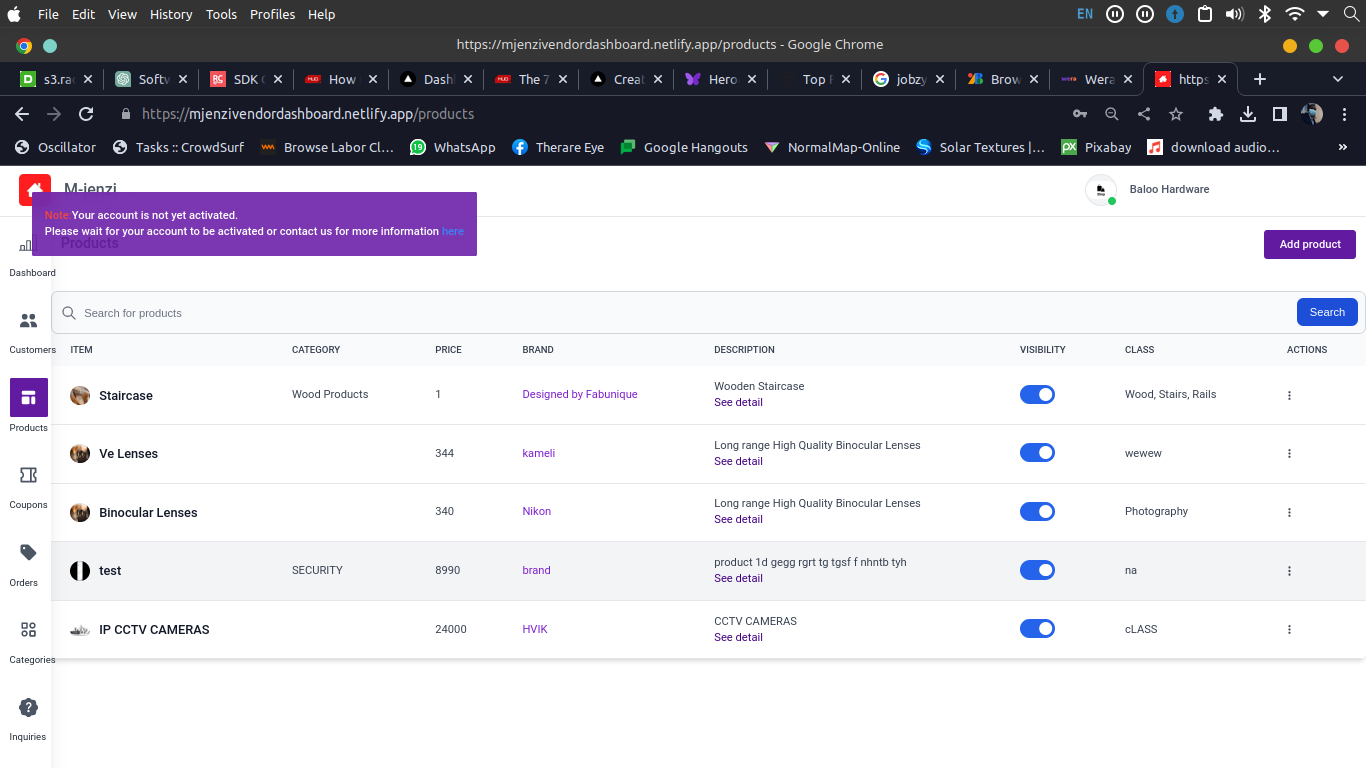 File Edit View History Tools Profiles Help EN
https://mjenzivendordashboard.netlify.app/products - Google Chrome
s3.ra Softw SDK How Dash The 7 Creat Hero Top jobzy Brow Wera https
https://mjenzivendordashboard.netlify.app/products
Oscillator Tasks :: CrowdSurf Browse Labor Cl... WhatsApp Therare Eye Google Hangouts NormalMap-Online Solar Textures |... Pixabay download audio... »
M-jenzi
Baloo Hardware
Note:Your account is not yet activated.
Please wait for your account to be activated or contact us for more information here
Products
Add product
Dashboard
Search for products
Search
Customers
ITEM CATEGORY PRICE BRAND DESCRIPTION VISIBILITY CLASS ACTIONS
Staircase Wood Products 1 Designed by Fabunique Wooden Staircase Wood, Stairs, Rails
See detail
Products
Ve Lenses 344 kameli Long range High Quality Binocular Lenses wewew
See detail
Coupons
Binocular Lenses 340 Nikon Long range High Quality Binocular Lenses Photography
See detail
test SECURITY 8990 brand product 1d gegg rgrt tg tgsf f nhntb tyh na
See detail
Orders
IP CCTV CAMERAS 24000 HVIK CCTV CAMERAS cLASS
See detail
Categories
Inquiries